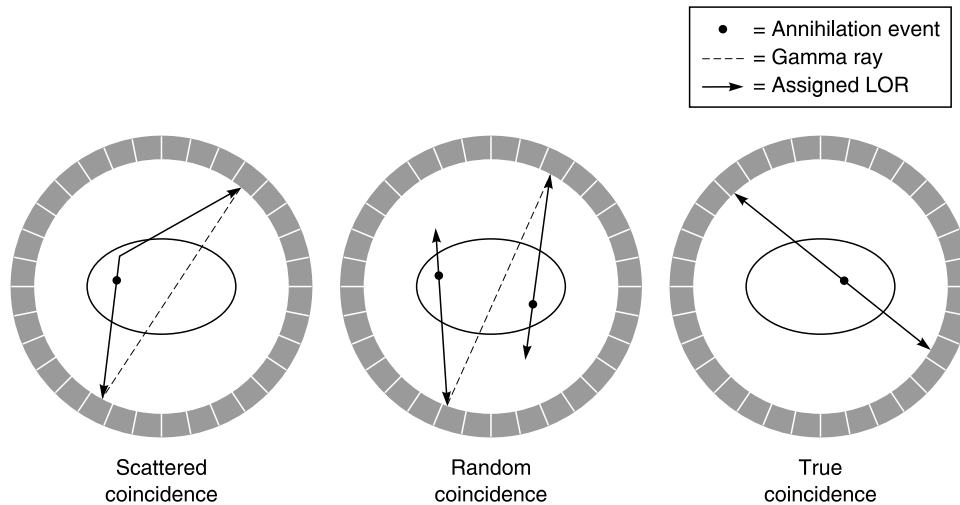 = Annihilation event
= Gamma ray
= Assigned LOR
Scattered
coincidence
Random
coincidence
True
coincidence